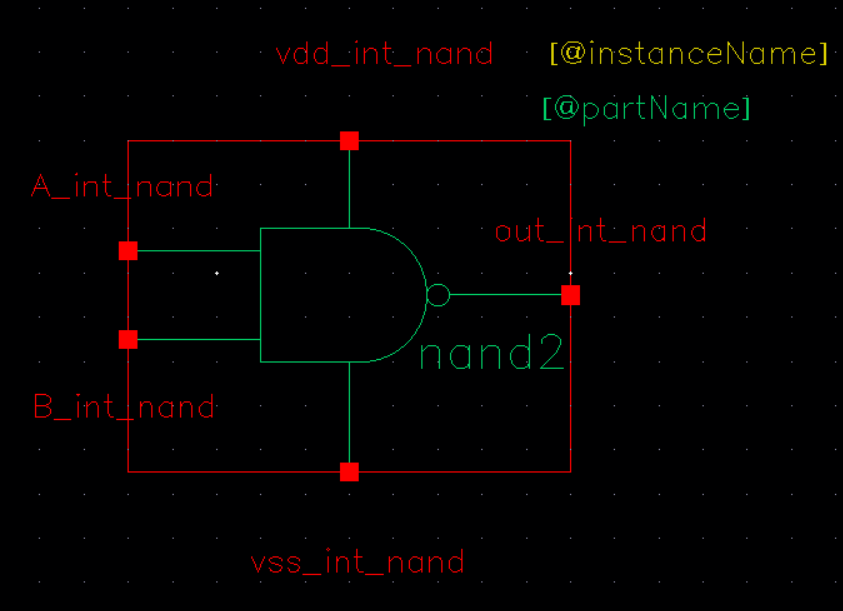 vdd_int_nand [@instanceName]
[@partName]
A_int_nand
out_int_nand
nand2
B_int_nand
vss_int_nand